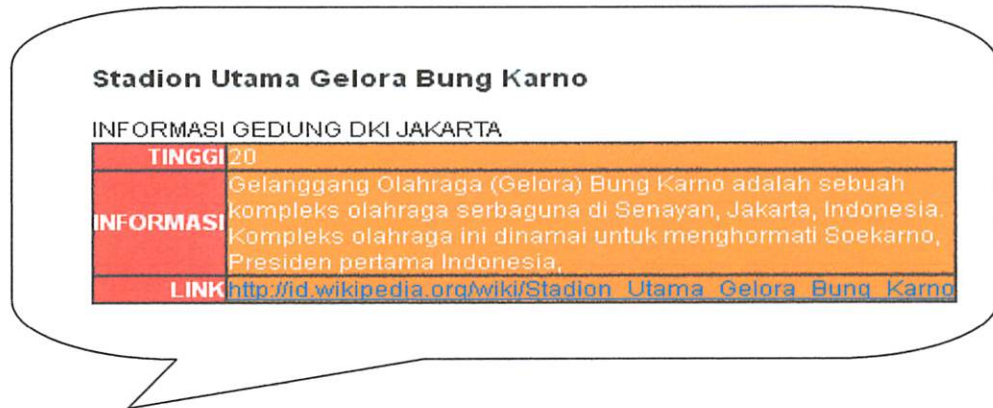 Stadion Utama Gelora Bung Karno
INFORMASI GEDUNG DKI JAKARTA
TINGGI 20
INFORMASI Gelanggang Olahraga (Gelora) Bung Karno adalah sebuah
kompleks olahraga serbaguna di Senayan, Jakarta, Indonesia.
Kompleks olahraga ini dinamai untuk menghormati Soekarno,
Presiden pertama Indonesia,
LINK http://id.wikipedia.org/wiki/Stadion_Utama_Gelora_Bung_Karno